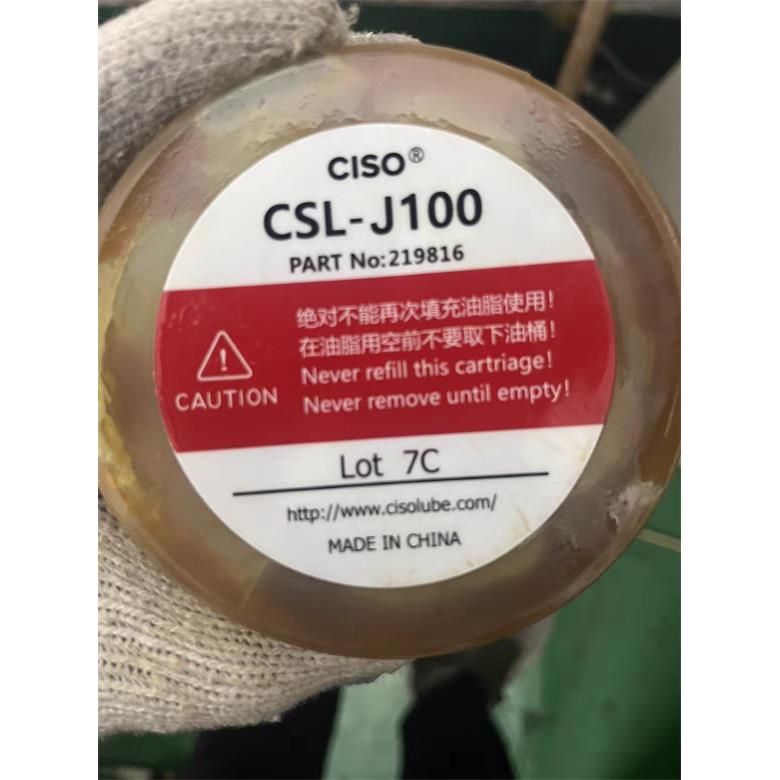 CISO®
CSL-J100
PART No:219816
绝对不能再次填充油脂使用!
在油脂用空前不要取下油桶!
Never refill this cartriage!
Never remove until empty!
CAUTION
Lot 7C
http://www.cisolube.com/
MADE IN CHINA